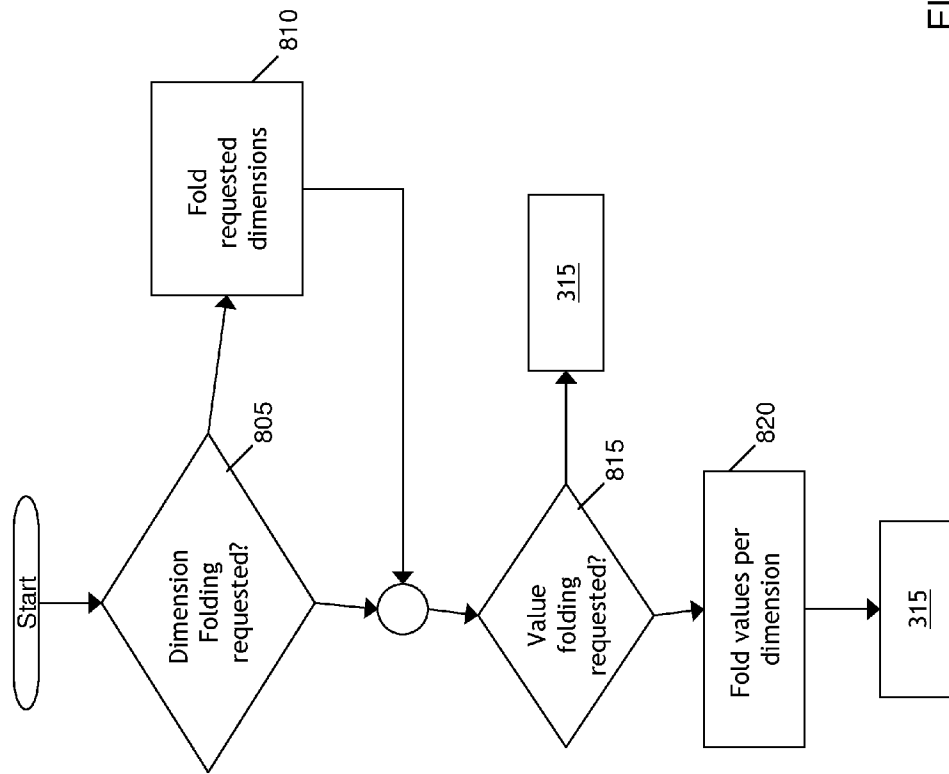 Start
Dimension
Folding
requested?
805
Fold
requested
dimensions
810
Value
folding
requested?
815
315
Fold values per
dimension
820
315